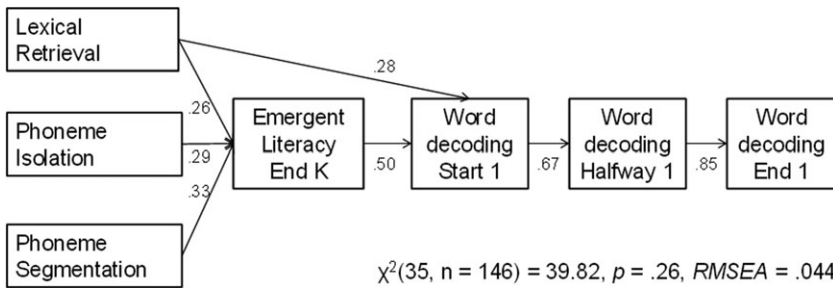 Lexical
Retrieval
.28
.26
Phoneme
Isolation
.29
.33
Phoneme
Segmentation
Emergent
Literacy
End K
.50
Word
decoding
Start 1
.67
Word
decoding
Halfway 1
.85
Word
decoding
End 1
χ²(35, n = 146) = 39.82, p = .26, RMSEA = .044